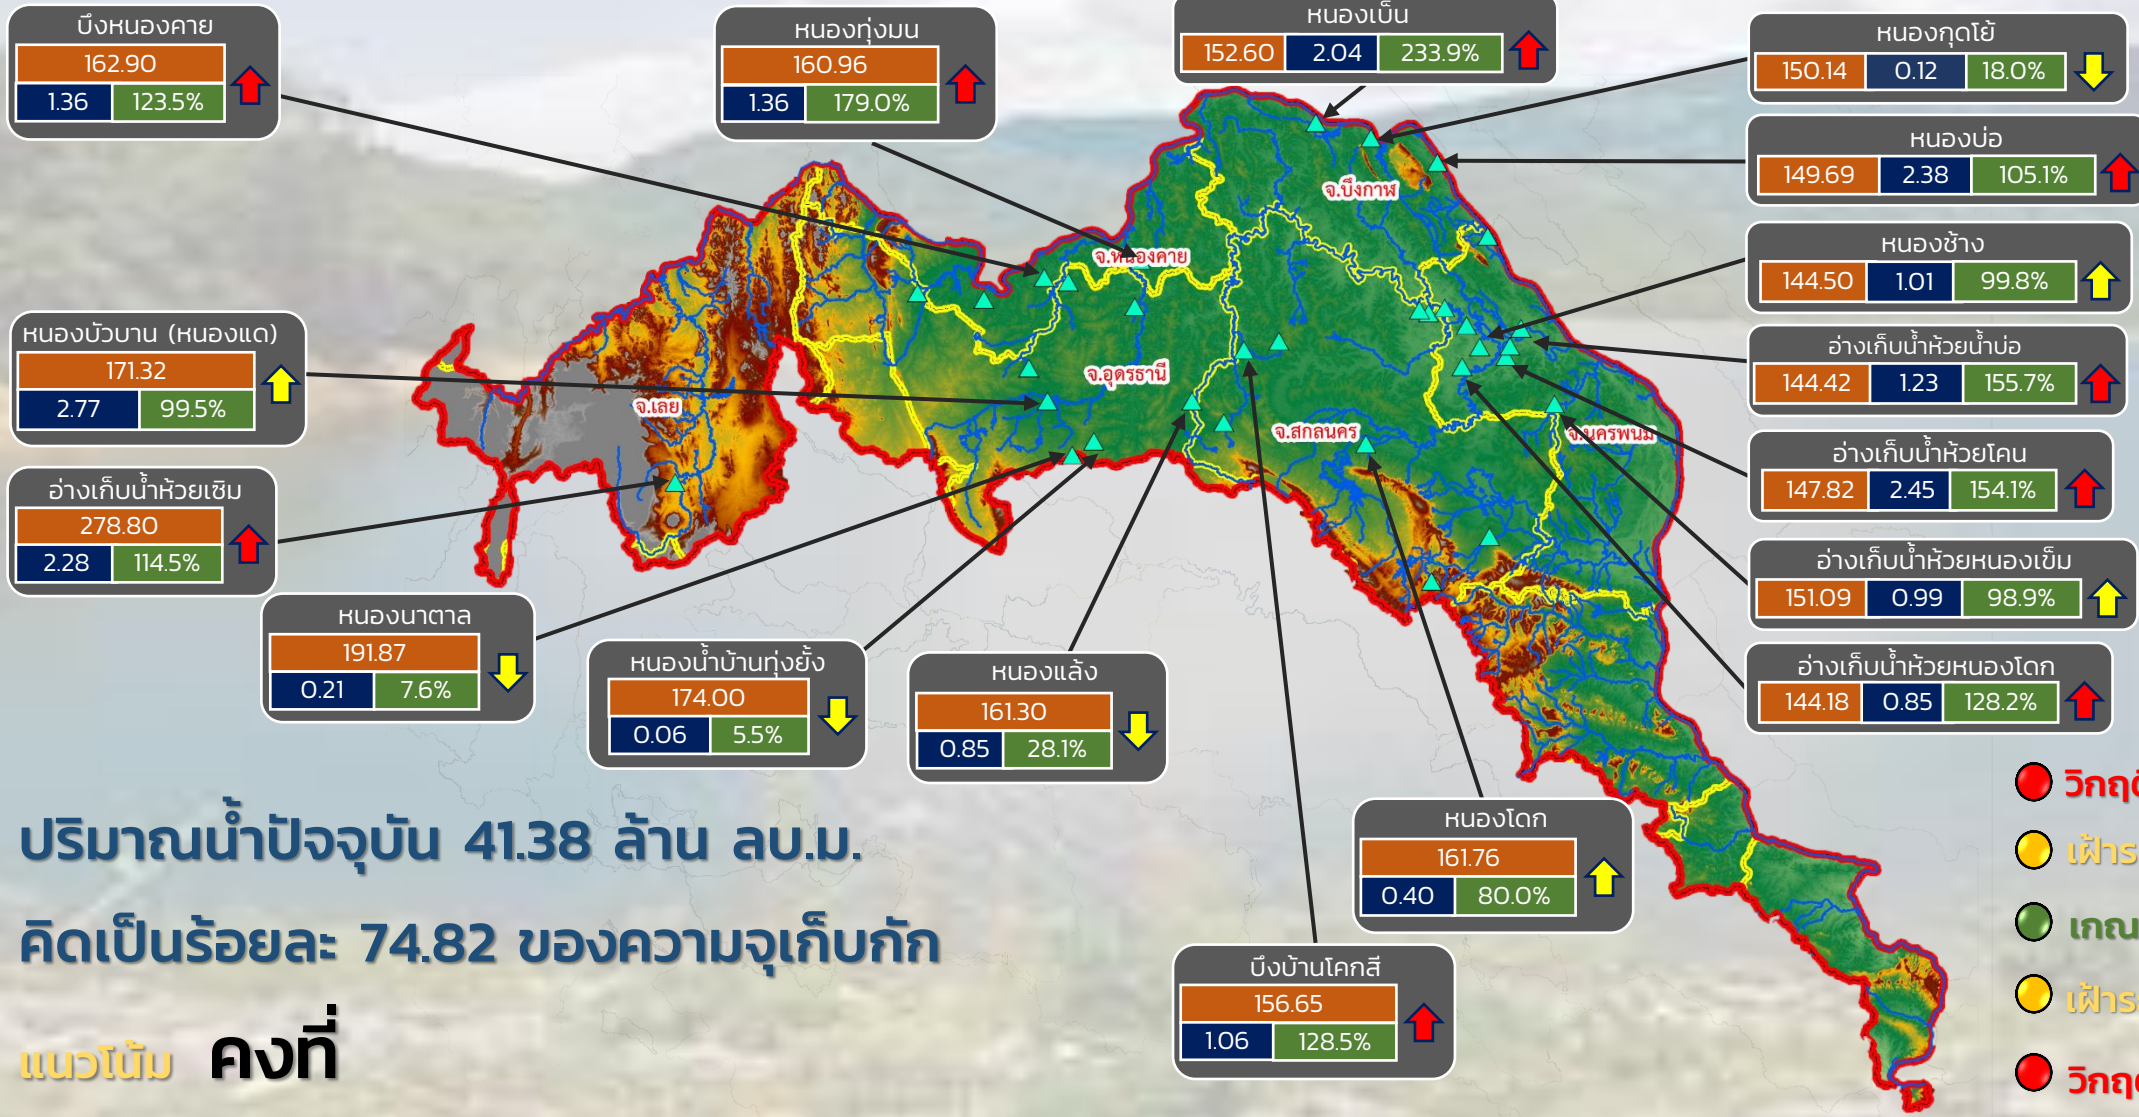 บึงหนองคาย
162.90
1.36 123.5%
หนองทุ่งมน
160.96
1.36 179.0%
หนองเบ็น
152.60 2.04 233.9%
หนองกุดโย้
150.14 0.12 18.0%
หนองบ่อ
149.69 2.38 105.1%
หนองช้าง
144.50 1.01 99.8%
อ่างเก็บน้ำห้วยน้ำบ่อ
144.42 1.23 155.7%
อ่างเก็บน้ำห้วยโคน
147.82 2.45 154.1%
อ่างเก็บน้ำห้วยหนองเข็ม
151.09 0.99 98.9%
อ่างเก็บน้ำห้วยหนองโดก
144.18 0.85 128.2%
หนองบัวบาน (หนองแด)
171.32
2.77 99.5%
อ่างเก็บน้ำห้วยเซิม
278.80
2.28 114.5%
หนองนาตาล
191.87
0.21 7.6%
หนองน้ำบ้านทุ่งยั้ง
174.00
0.06 5.5%
หนองแล้ง
161.30
0.85 28.1%
หนองโดก
161.76
0.40 80.0%
บึงบ้านโคกสี
156.65
1.06 128.5%
จ.บึงกาฬ
จ.หนองคาย
จ.อุดรธานี
จ.เลย
จ.สกลนคร
จ.นครพนม
ปริมาณน้ำปัจจุบัน 41.38 ล้าน ลบ.ม.
คิดเป็นร้อยละ 74.82 ของความจุเก็บกัก
แนวโน้ม คงที่